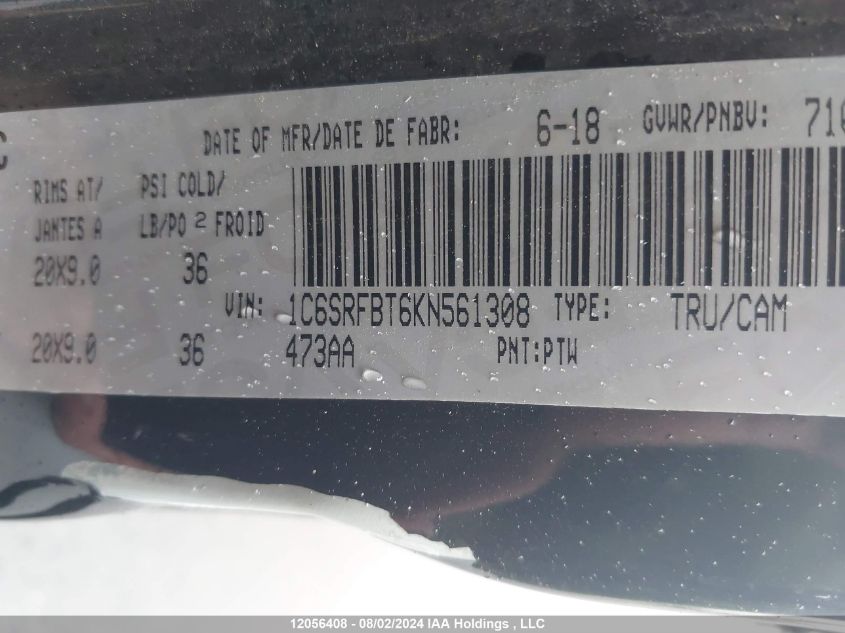 DATE OF MFR/DATE DE FABR: 6-18 GVWR/PNBV: 710
C
RIMS AT/ PSI COLD/
JANTES A LB/PO 2 FROID
20X9.0 36
VIN: 1C6SRFBT6KN561308 TYPE: TRU/CAM
20X9.0 36 473AA PNT:PTW
12056408 - 08/02/2024 IAA Holdings , LLC